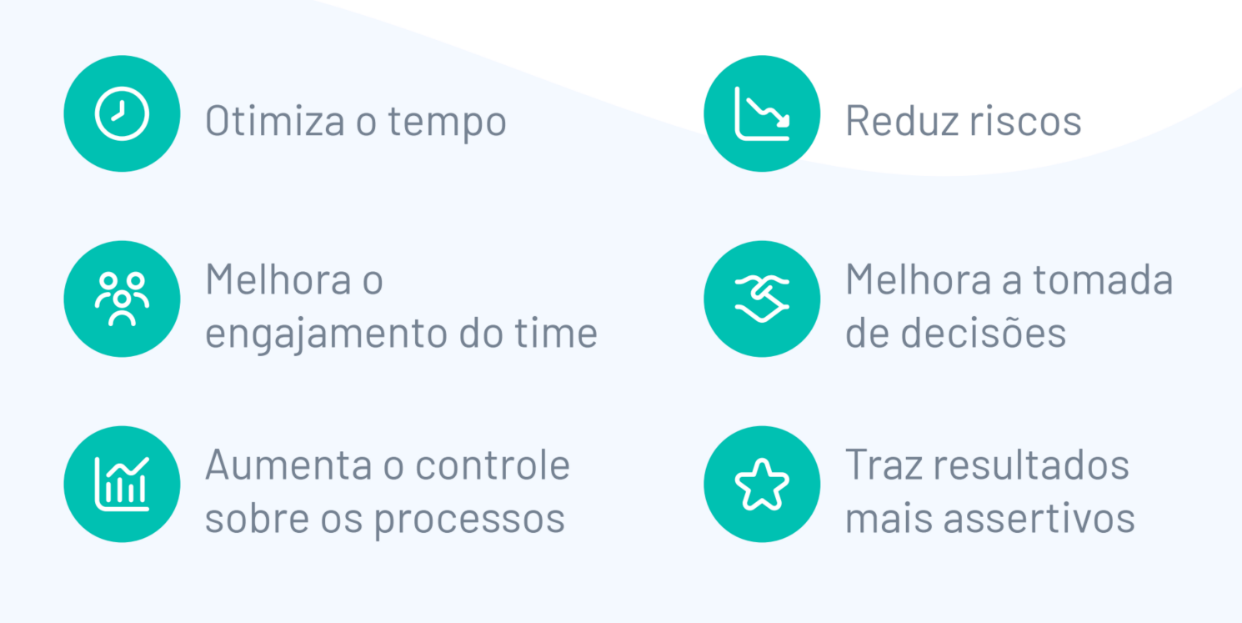 Otimiza o tempo
Reduz riscos
Melhora o
engajamento do time
Melhora a tomada
de decisões
Aumenta o controle
sobre os processos
Traz resultados
mais assertivos